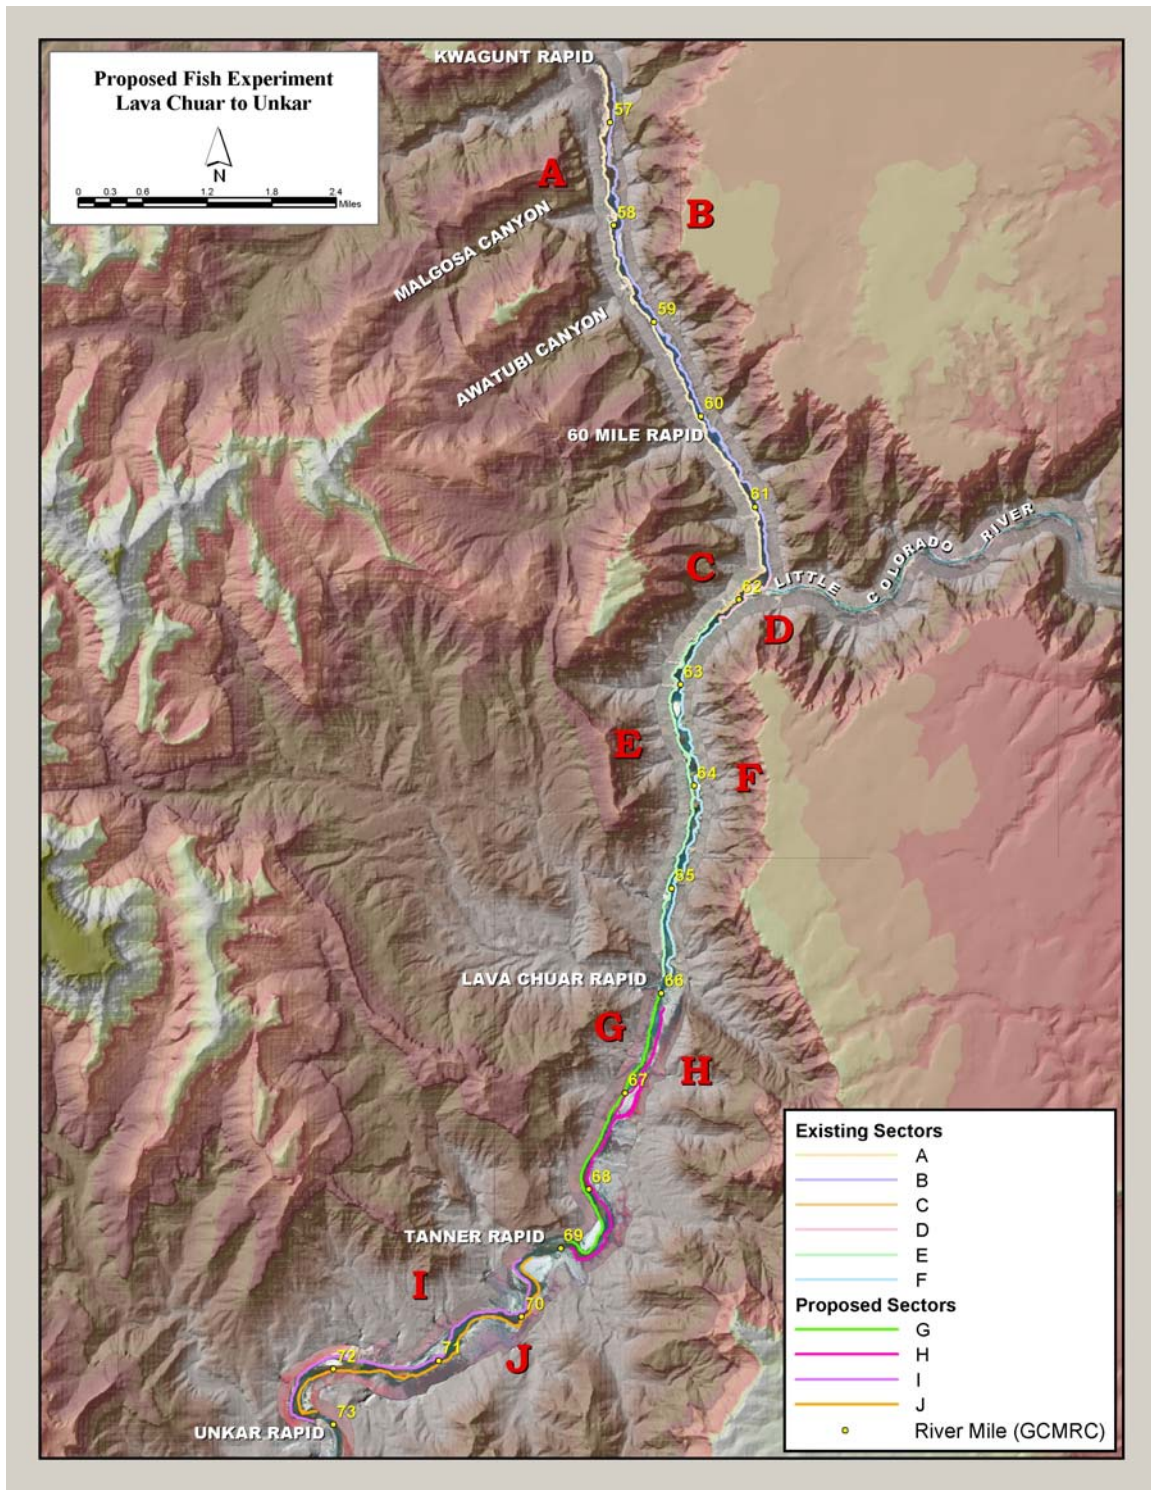 Proposed Fish Experiment
Lava Chuar to Unkar
N
0 0.3 0.6 1.2 1.8 2.4
Miles
KWAGUNT RAPID
57
A
B
58
MALGOSA CANYON
59
AWATUBI CANYON
60
60 MILE RAPID
61
LITTLE COLORADO RIVER
C
62
D
63
E
64
F
65
LAVA CHUAR RAPID
66
G
H
67
68
TANNER RAPID
69
I
70
J
71
72
73
UNKAR RAPID
Existing Sectors
A
B
C
D
E
F
Proposed Sectors
G
H
I
J
River Mile (GCMRC)